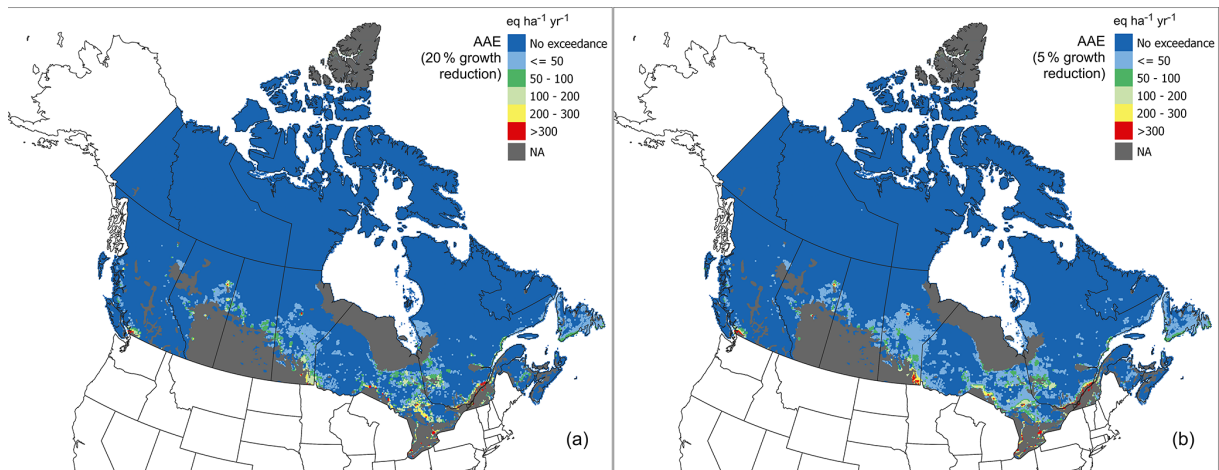 eq ha⁻¹ yr⁻¹
AAE
(20 % growth
reduction)
No exceedance
<= 50
50 - 100
100 - 200
200 - 300
>300
NA
(a)
eq ha⁻¹ yr⁻¹
AAE
(5 % growth
reduction)
No exceedance
<= 50
50 - 100
100 - 200
200 - 300
>300
NA
(b)